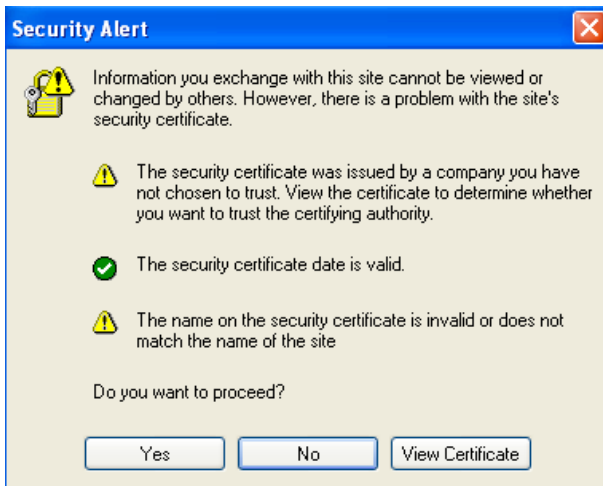 Security Alert
Information you exchange with this site cannot be viewed or
changed by others. However, there is a problem with the site's
security certificate.
The security certificate was issued by a company you have
not chosen to trust. View the certificate to determine whether
you want to trust the certifying authority.
The security certificate date is valid.
The name on the security certificate is invalid or does not
match the name of the site
Do you want to proceed?
Yes No View Certificate